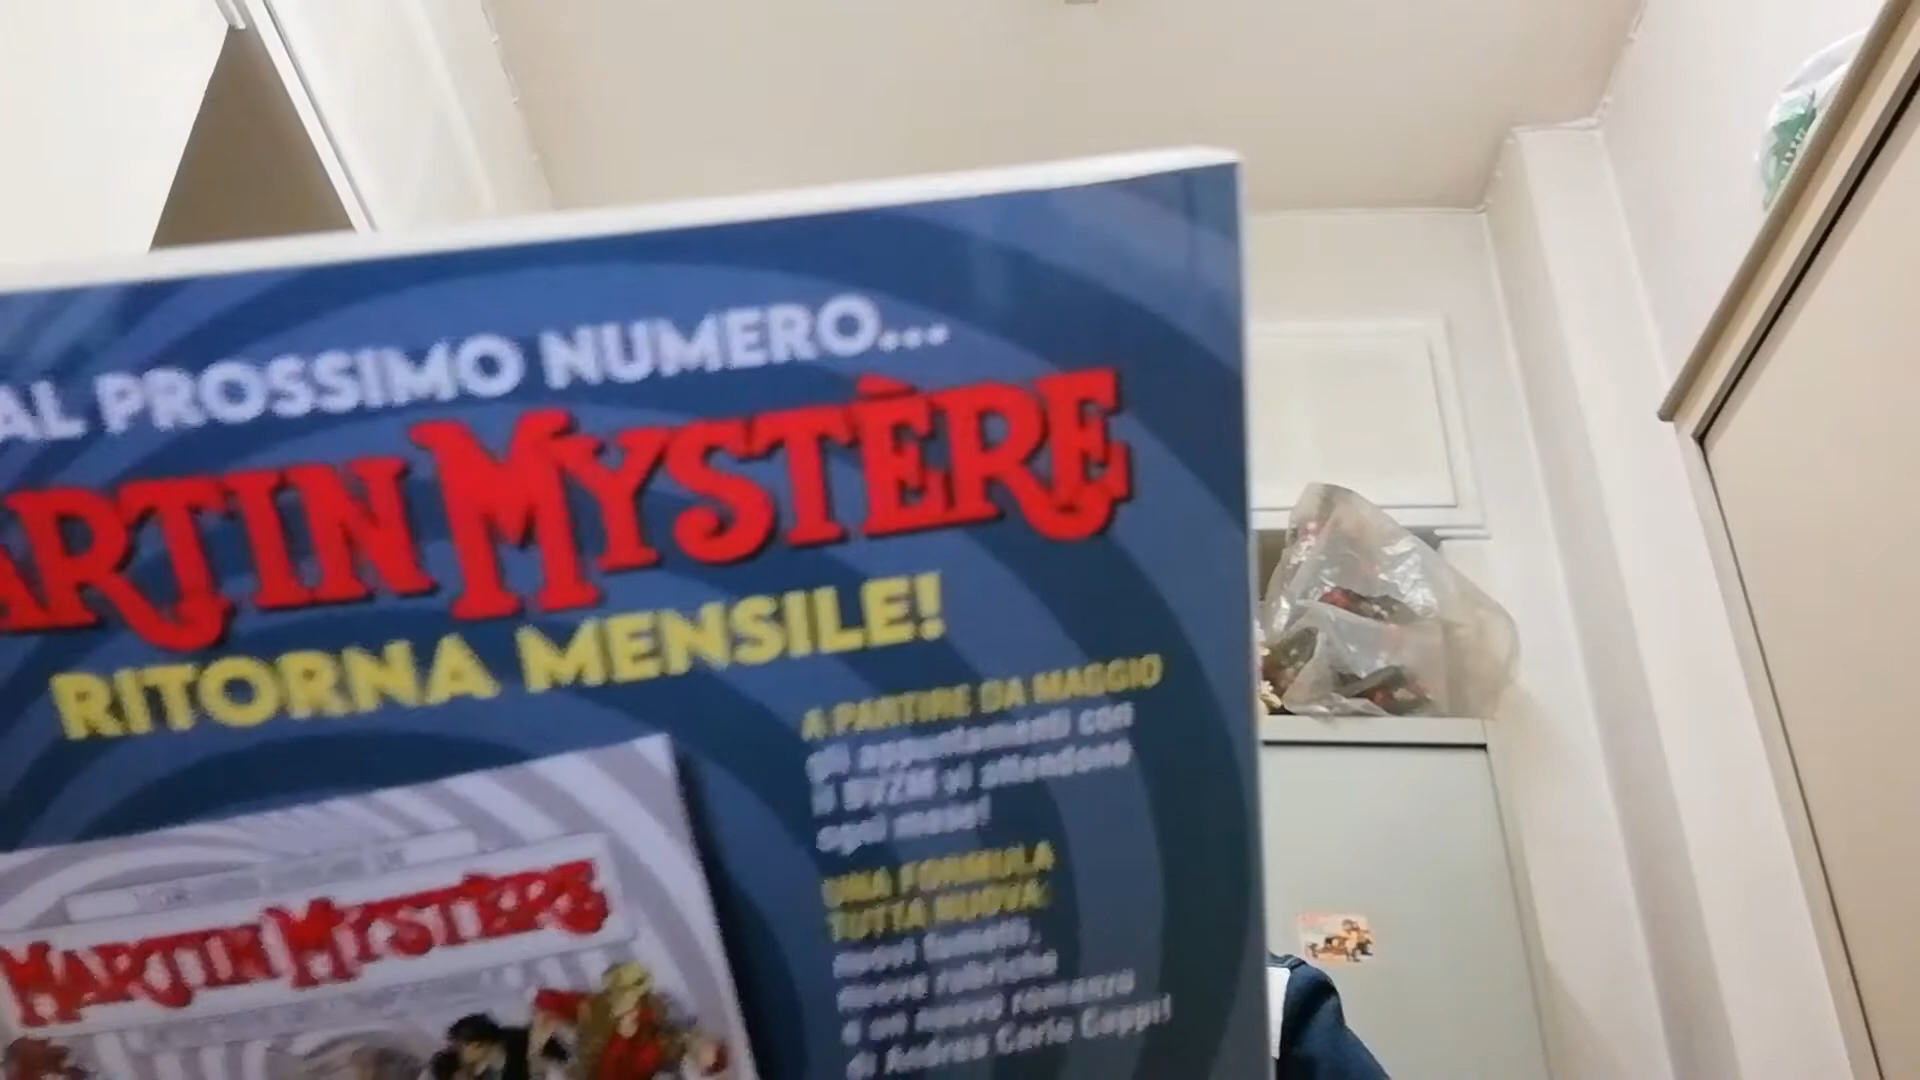 AL PROSSIMO NUMERO...
ARTIN MYSTÈRE
RITORNA MENSILE!
A PARTIRE DA MAGGIO
gli appuntamenti con
il BVZM vi attendono
ogni mese!
UNA FORMULA
TUTTA NUOVA:
nuovi fumetti,
nuove rubriche
e un nuovo romanzo
di Andrea Carlo Cappi!
MARTIN MYSTÈRE